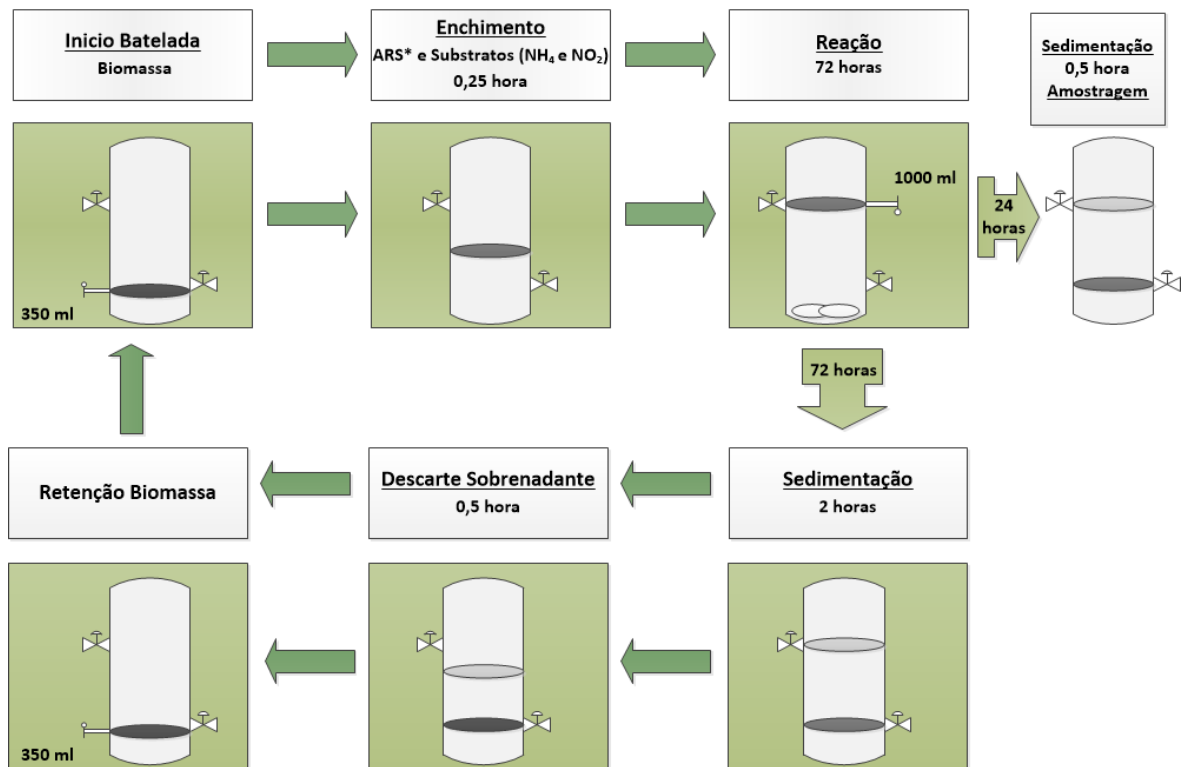 Inicio Batelada
Biomassa
Enchimento
ARS* e Substratos (NH₄ e NO₂)
0,25 hora
Reação
72 horas
Sedimentação
0,5 hora
Amostragem
350 ml
1000 ml
24
horas
72 horas
Retenção Biomassa
Descarte Sobrenadante
0,5 hora
Sedimentação
2 horas
350 ml